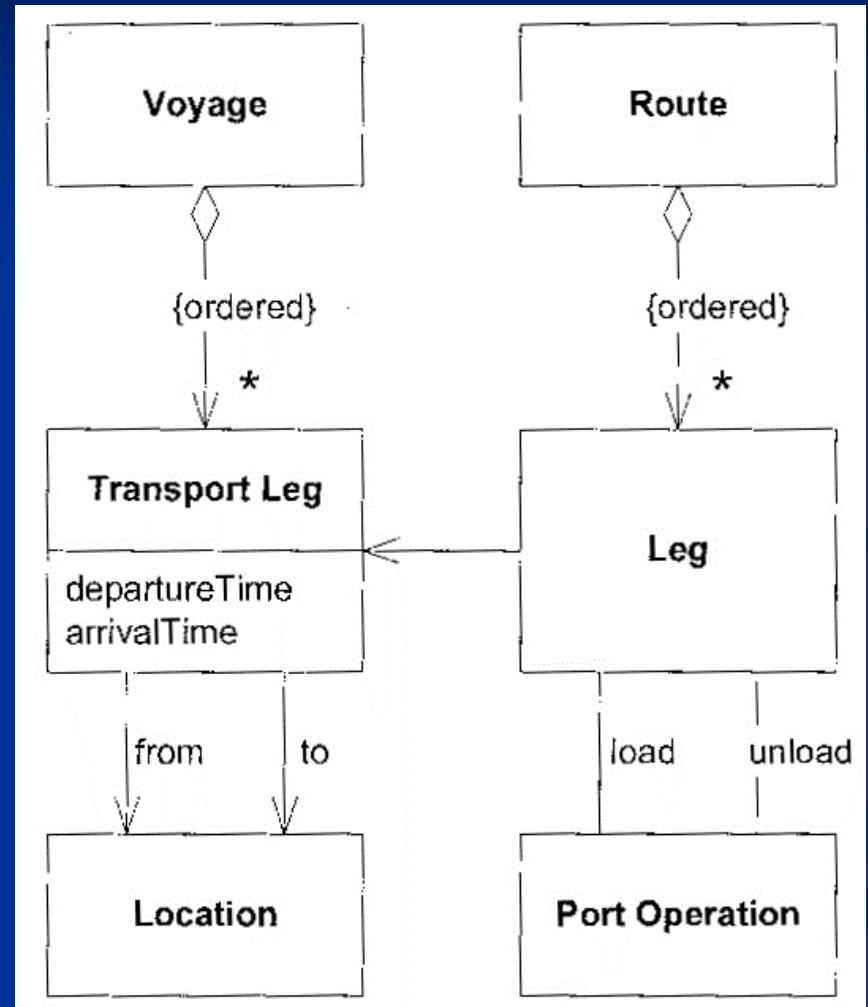 Voyage
Route
{ordered}
{ordered}
*
*
Transport Leg
Leg
departureTime
arrivalTime
from
to
load
unload
Location
Port Operation